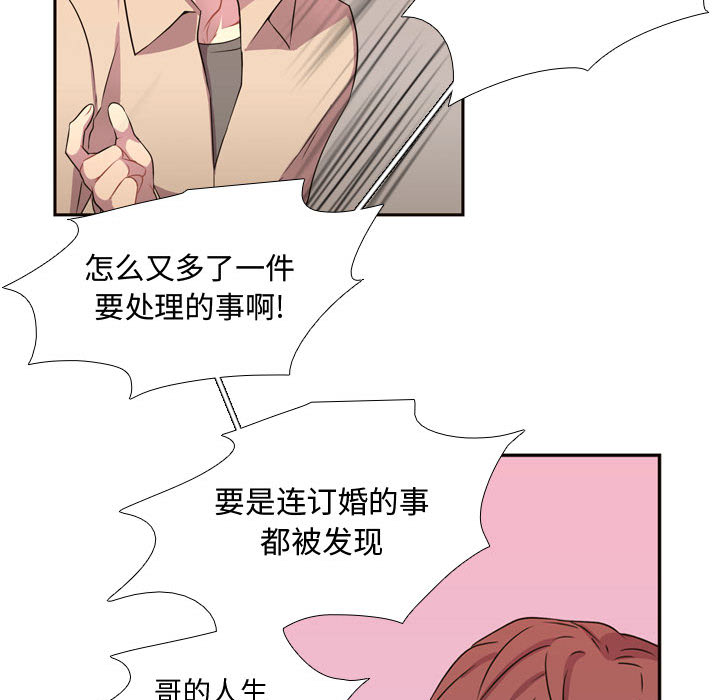 怎么又多了一件
要处理的事啊!
要是连订婚的事
都被发现
哥的人生